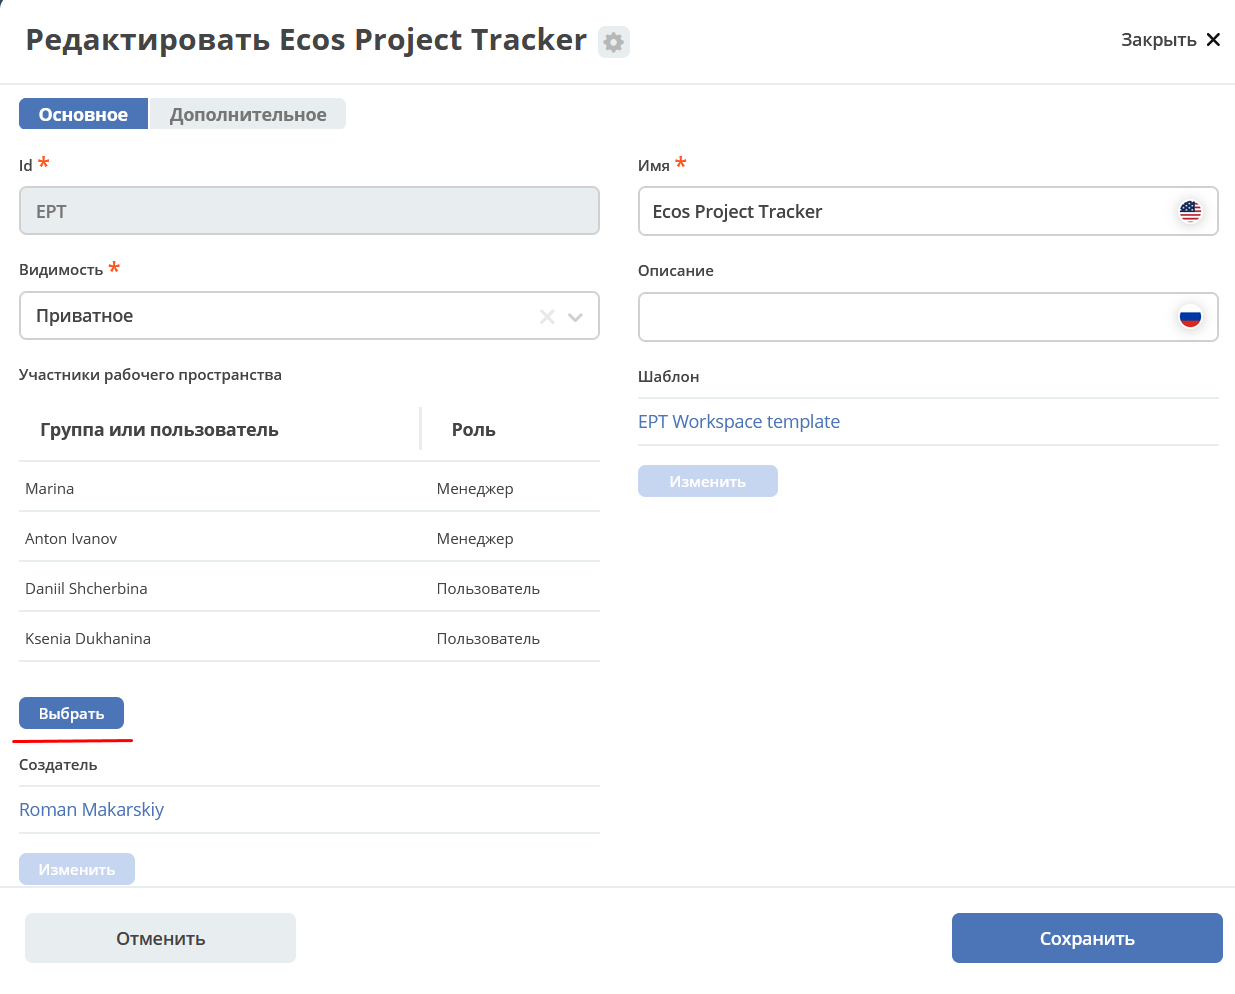 Редактировать Ecos Project Tracker
Закрыть
Основное
Дополнительное
Id *
EPT
Имя *
Ecos Project Tracker
Видимость *
Приватное
Описание
Участники рабочего пространства
Группа или пользователь
Роль
Marina
Менеджер
Anton Ivanov
Менеджер
Daniil Shcherbina
Пользователь
Ksenia Dukhanina
Пользователь
Выбрать
Шаблон
EPT Workspace template
Изменить
Создатель
Roman Makarskiy
Изменить
Отменить
Сохранить